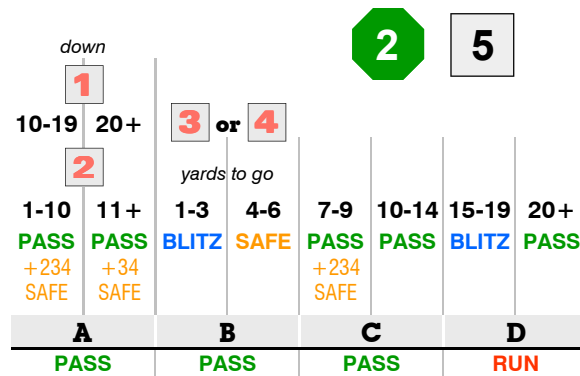 2 5
down
1
10-19 20+ 3 or 4
2 yards to go
1-10 11+ 1-3 4-6 7-9 10-14 15-19 20+
PASS PASS BLITZ SAFE PASS PASS BLITZ PASS
+234 +34 +234
SAFE SAFE SAFE
A B C D
PASS PASS PASS RUN